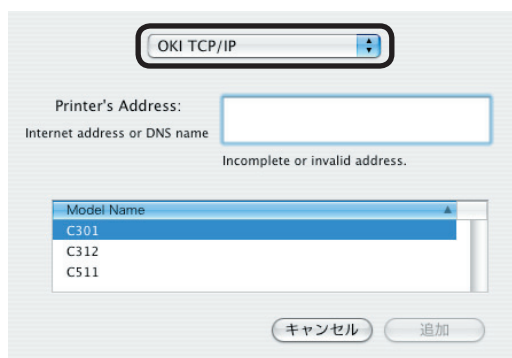 OKI TCP/IP
Printer's Address:
Internet address or DNS name
Incomplete or invalid address.
Model Name
C301
C312
C511
キャンセル 追加